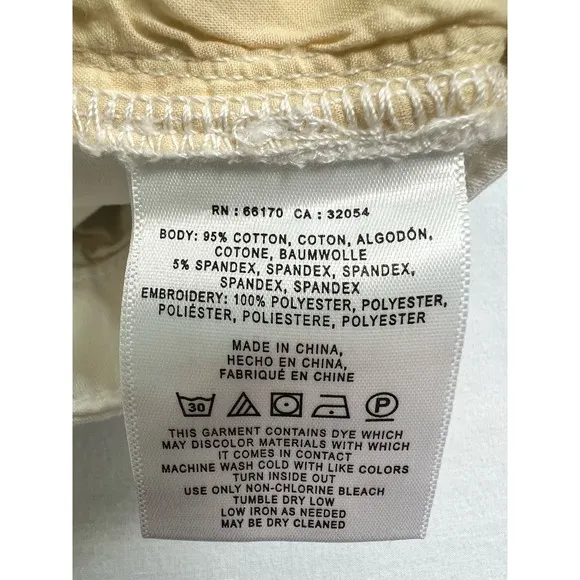 RN : 66170 CA : 32054
BODY: 95% COTTON, COTON, ALGODÓN,
COTONE, BAUMWOLLE
5% SPANDEX, SPANDEX, SPANDEX,
SPANDEX, SPANDEX
EMBROIDERY: 100% POLYESTER, POLYESTER,
POLIÉSTER, POLIESTERE, POLYESTER
MADE IN CHINA,
HECHO EN CHINA,
FABRIQUÉ EN CHINE
30 P
THIS GARMENT CONTAINS DYE WHICH
MAY DISCOLOR MATERIALS WITH WHICH
IT COMES IN CONTACT
MACHINE WASH COLD WITH LIKE COLORS
TURN INSIDE OUT
USE ONLY NON-CHLORINE BLEACH
TUMBLE DRY LOW
LOW IRON AS NEEDED
MAY BE DRY CLEANED